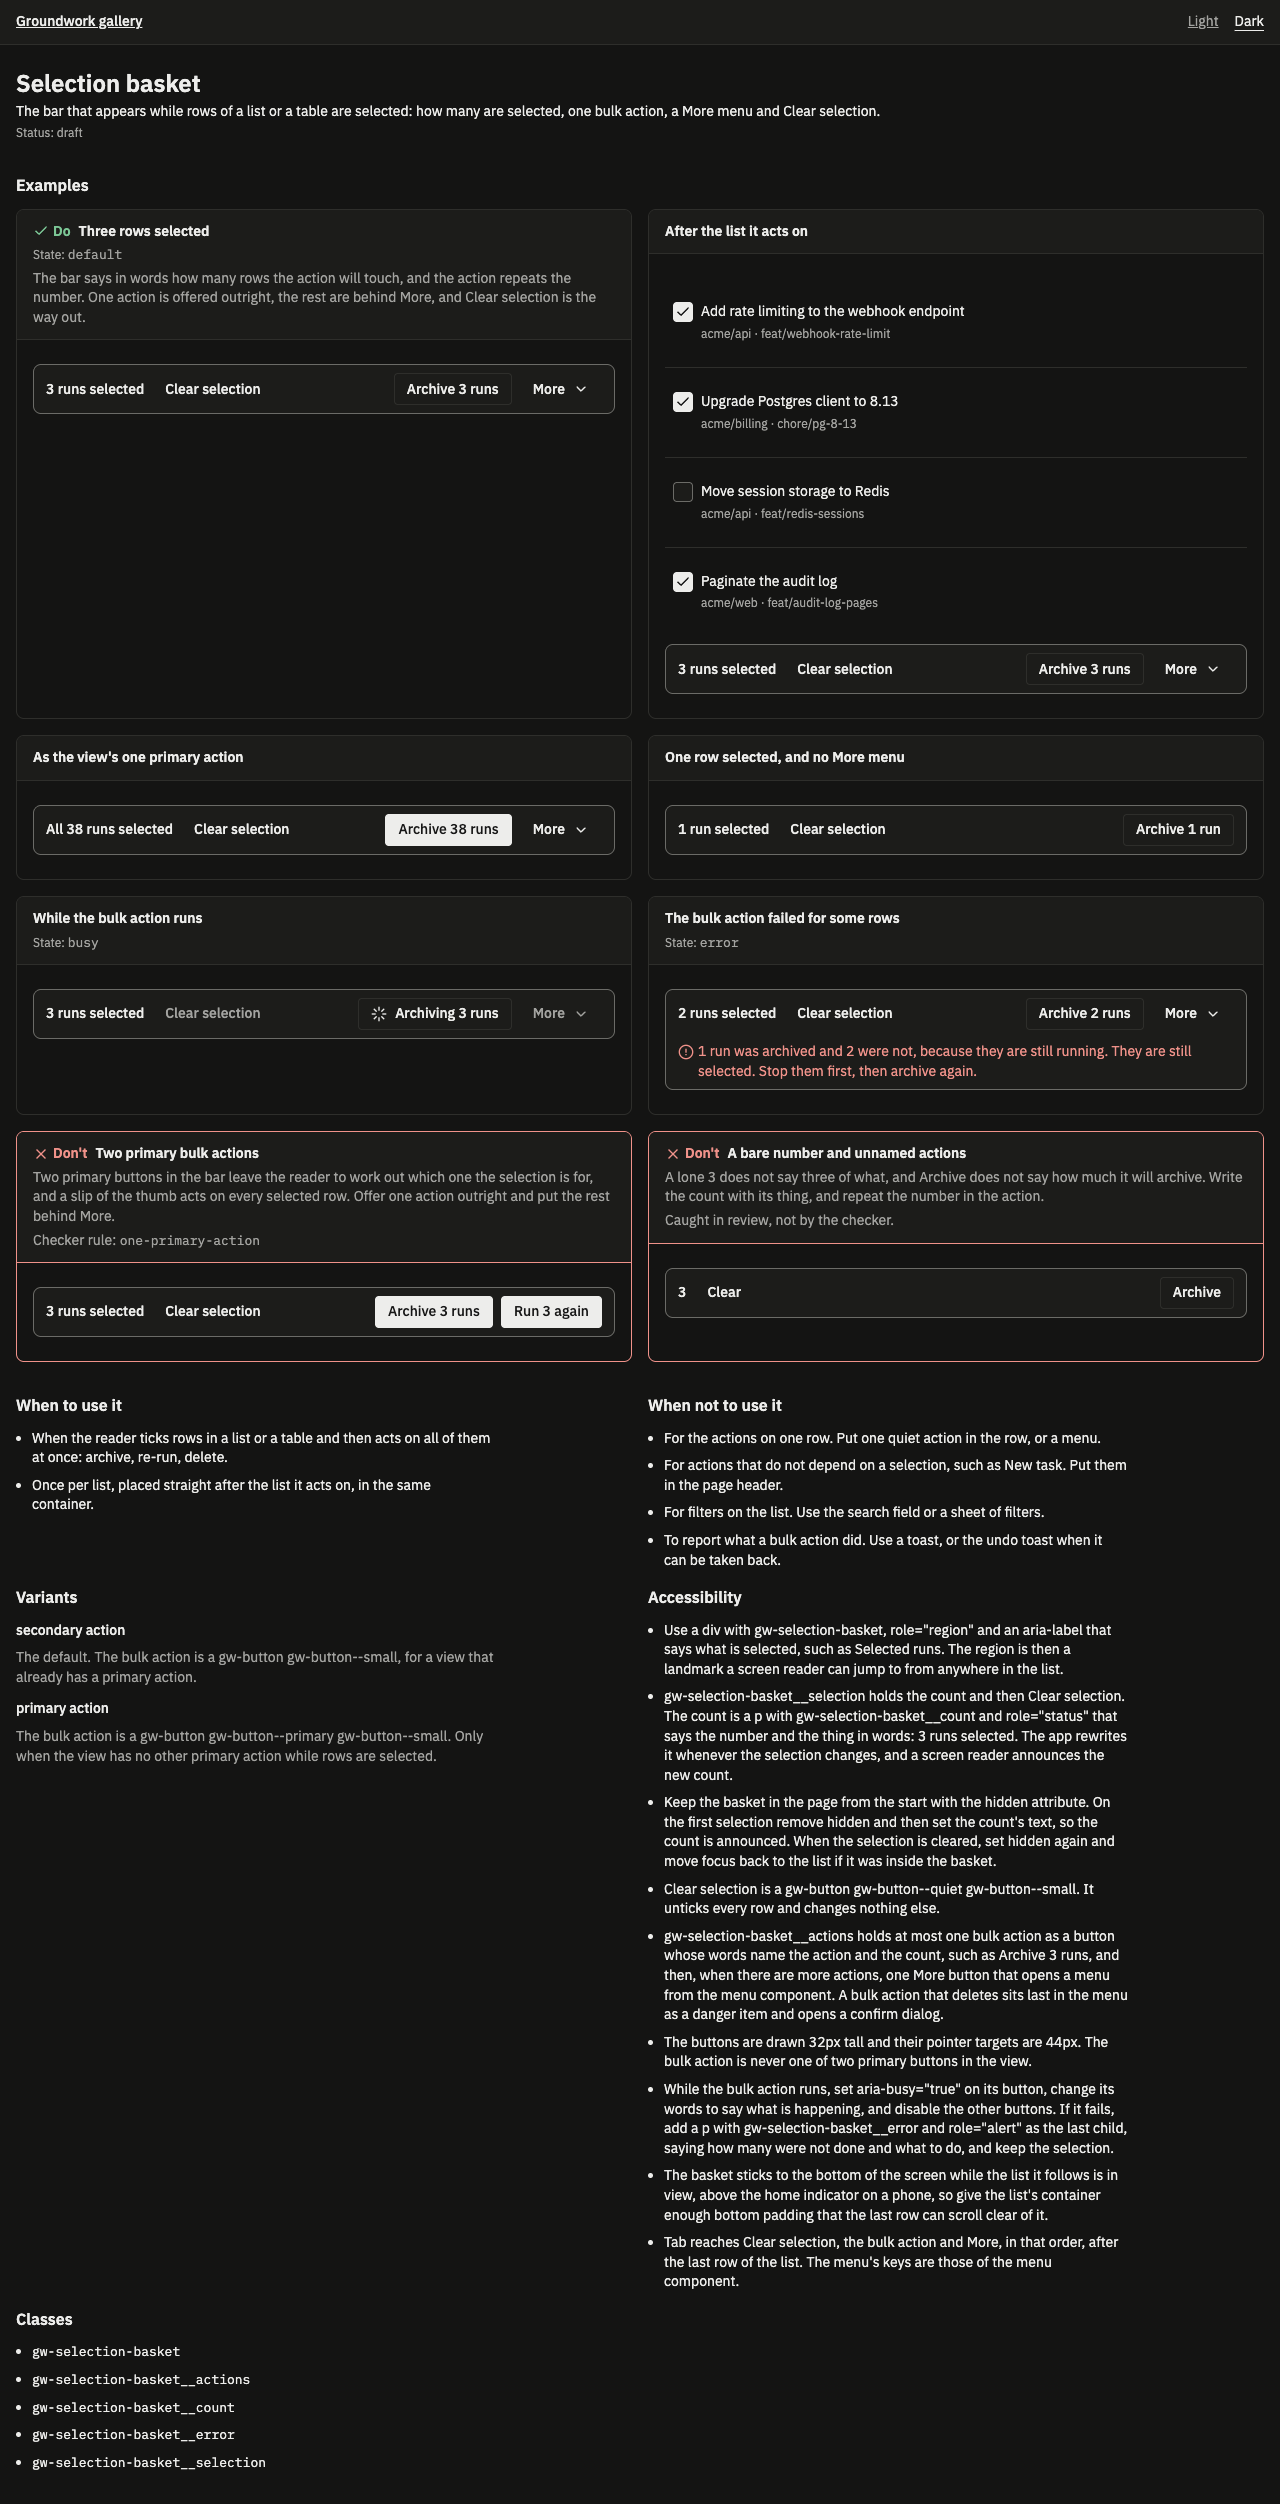 Groundwork gallery
Light Dark
Selection basket
The bar that appears while rows of a list or a table are selected: how many are selected, one bulk action, a More menu and Clear selection.
Status: draft
Examples
Do Three rows selected
State: default
The bar says in words how many rows the action will touch, and the action repeats the
number. One action is offered outright, the rest are behind More, and Clear selection is the
way out.
3 runs selected Clear selection Archive 3 runs More
After the list it acts on
Add rate limiting to the webhook endpoint
acme/api · feat/webhook-rate-limit
Upgrade Postgres client to 8.13
acme/billing · chore/pg-8-13
Move session storage to Redis
acme/api · feat/redis-sessions
Paginate the audit log
acme/web · feat/audit-log-pages
3 runs selected Clear selection Archive 3 runs More
As the view's one primary action
All 38 runs selected Clear selection Archive 38 runs More
One row selected, and no More menu
1 run selected Clear selection Archive 1 run
While the bulk action runs
State: busy
3 runs selected Clear selection Archiving 3 runs More
The bulk action failed for some rows
State: error
2 runs selected Clear selection Archive 2 runs More
1 run was archived and 2 were not, because they are still running. They are still
selected. Stop them first, then archive again.
Don't Two primary bulk actions
Two primary buttons in the bar leave the reader to work out which one the selection is for,
and a slip of the thumb acts on every selected row. Offer one action outright and put the rest
behind More.
Checker rule: one-primary-action
3 runs selected Clear selection Archive 3 runs Run 3 again
Don't A bare number and unnamed actions
A lone 3 does not say three of what, and Archive does not say how much it will archive. Write
the count with its thing, and repeat the number in the action.
Caught in review, not by the checker.
3 Clear Archive
When to use it
When the reader ticks rows in a list or a table and then acts on all of them
at once: archive, re-run, delete.
Once per list, placed straight after the list it acts on, in the same
container.
When not to use it
For the actions on one row. Put one quiet action in the row, or a menu.
For actions that do not depend on a selection, such as New task. Put them
in the page header.
For filters on the list. Use the search field or a sheet of filters.
To report what a bulk action did. Use a toast, or the undo toast when it
can be taken back.
Variants
secondary action
The default. The bulk action is a gw-button gw-button--small, for a view that
already has a primary action.
primary action
The bulk action is a gw-button gw-button--primary gw-button--small. Only
when the view has no other primary action while rows are selected.
Accessibility
Use a div with gw-selection-basket, role="region" and an aria-label that
says what is selected, such as Selected runs. The region is then a
landmark a screen reader can jump to from anywhere in the list.
gw-selection-basket__selection holds the count and then Clear selection.
The count is a p with gw-selection-basket__count and role="status" that
says the number and the thing in words: 3 runs selected. The app rewrites
it whenever the selection changes, and a screen reader announces the
new count.
Keep the basket in the page from the start with the hidden attribute. On
the first selection remove hidden and then set the count's text, so the
count is announced. When the selection is cleared, set hidden again and
move focus back to the list if it was inside the basket.
Clear selection is a gw-button gw-button--quiet gw-button--small. It
unticks every row and changes nothing else.
gw-selection-basket__actions holds at most one bulk action as a button
whose words name the action and the count, such as Archive 3 runs, and
then, when there are more actions, one More button that opens a menu
from the menu component. A bulk action that deletes sits last in the menu
as a danger item and opens a confirm dialog.
The buttons are drawn 32px tall and their pointer targets are 44px. The
bulk action is never one of two primary buttons in the view.
While the bulk action runs, set aria-busy="true" on its button, change its
words to say what is happening, and disable the other buttons. If it fails,
add a p with gw-selection-basket__error and role="alert" as the last child,
saying how many were not done and what to do, and keep the selection.
The basket sticks to the bottom of the screen while the list it follows is in
view, above the home indicator on a phone, so give the list's container
enough bottom padding that the last row can scroll clear of it.
Tab reaches Clear selection, the bulk action and More, in that order, after
the last row of the list. The menu's keys are those of the menu
component.
Classes
gw-selection-basket
gw-selection-basket__actions
gw-selection-basket__count
gw-selection-basket__error
gw-selection-basket__selection